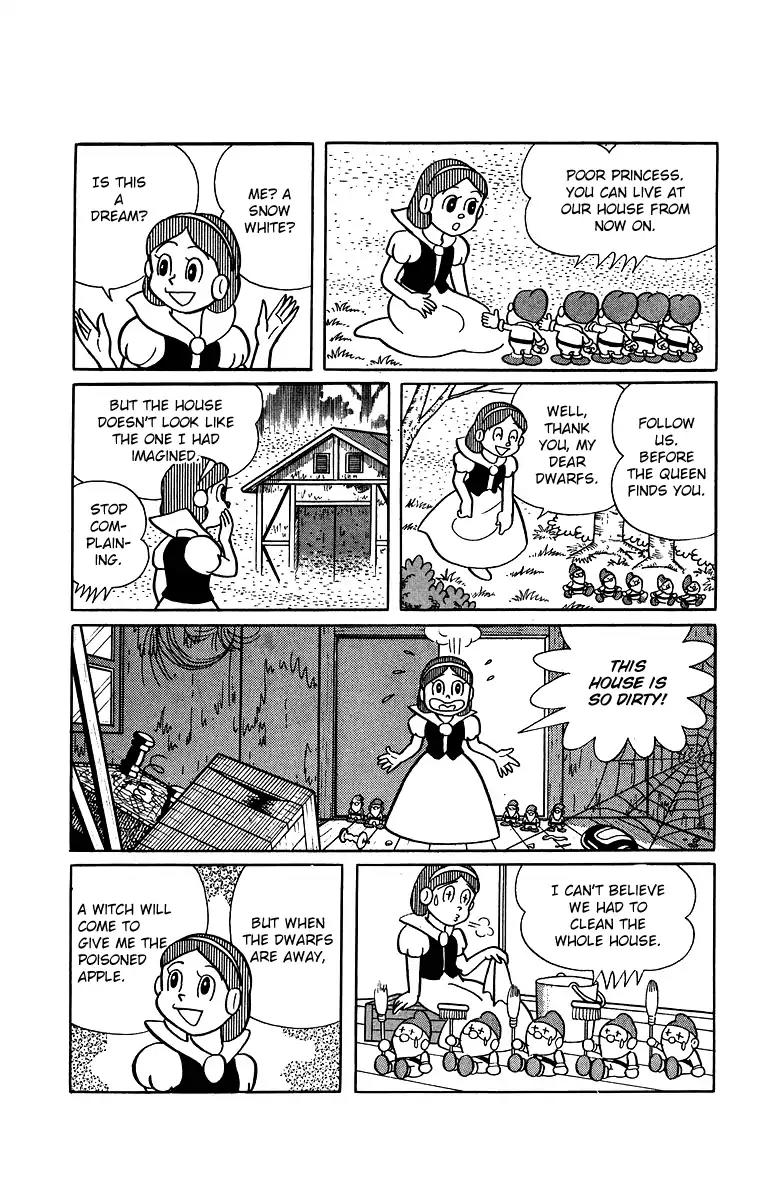 POOR PRINCESS.
YOU CAN LIVE AT
OUR HOUSE FROM
NOW ON.
ME? A
SNOW
WHITE?
IS THIS
A
DREAM?
FOLLOW
US.
BEFORE
THE QUEEN
FINDS YOU.
WELL,
THANK
YOU, MY
DEAR
DWARFS.
BUT THE HOUSE
DOESN'T LOOK LIKE
THE ONE I HAD
IMAGINED.
STOP
COM-
PLAIN-
ING.
THIS
HOUSE IS
SO DIRTY!
I CAN'T BELIEVE
WE HAD TO
CLEAN THE
WHOLE HOUSE.
BUT WHEN
THE DWARFS
ARE AWAY,
A WITCH WILL
COME TO
GIVE ME THE
POISONED
APPLE.